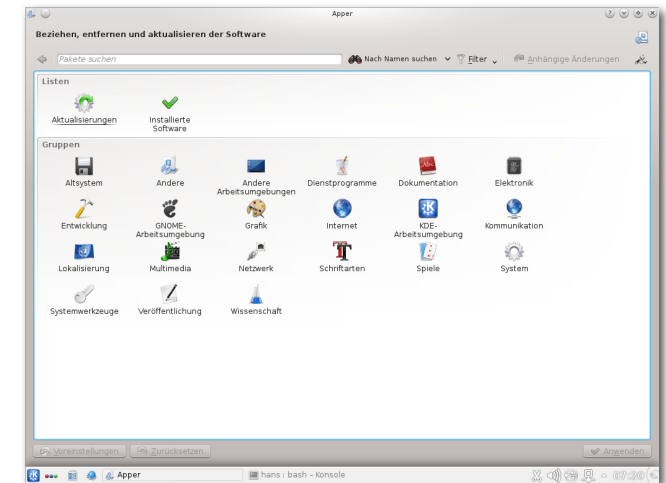 Apper
Beziehen, entfernen und aktualisieren der Software
Pakete suchen
Nach Namen suchen
Filter
Anhängige Änderungen
Listen
Aktualisierungen
Installierte
Software
Gruppen
Altsystem
Andere
Andere
Arbeitsumgebungen
Dienstprogramme
Dokumentation
Elektronik
Entwicklung
GNOME-
Arbeitsumgebung
Grafik
Internet
KDE-
Arbeitsumgebung
Kommunikation
Lokalisierung
Multimedia
Netzwerk
Schriftarten
Spiele
System
Systemwerkzeuge
Veröffentlichung
Wissenschaft
Voreinstellungen
Zurücksetzen
Anwenden
Apper
hans : bash – Konsole
07:20